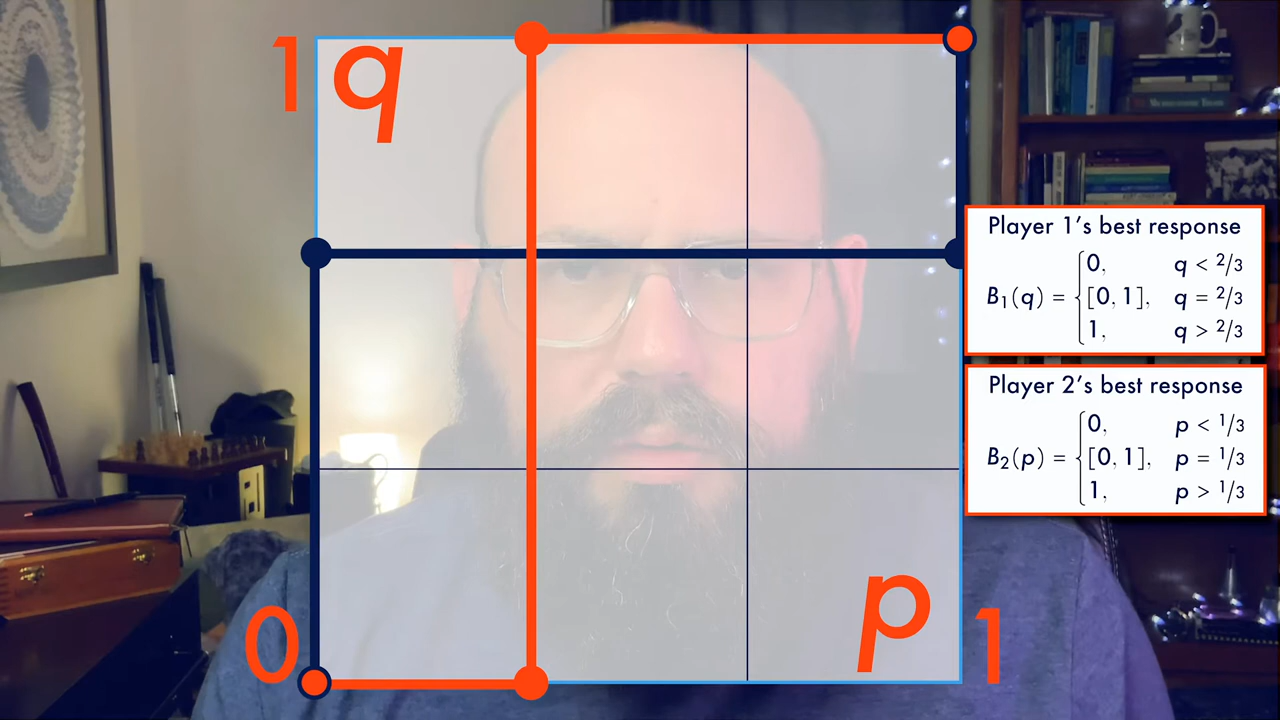 1 q
Player 1's best response
B₁(q) = { 0, q < 2/3
[0, 1], q = 2/3
1, q > 2/3
Player 2's best response
B₂(p) = { 0, p < 1/3
[0, 1], p = 1/3
1, p > 1/3
p
0 1